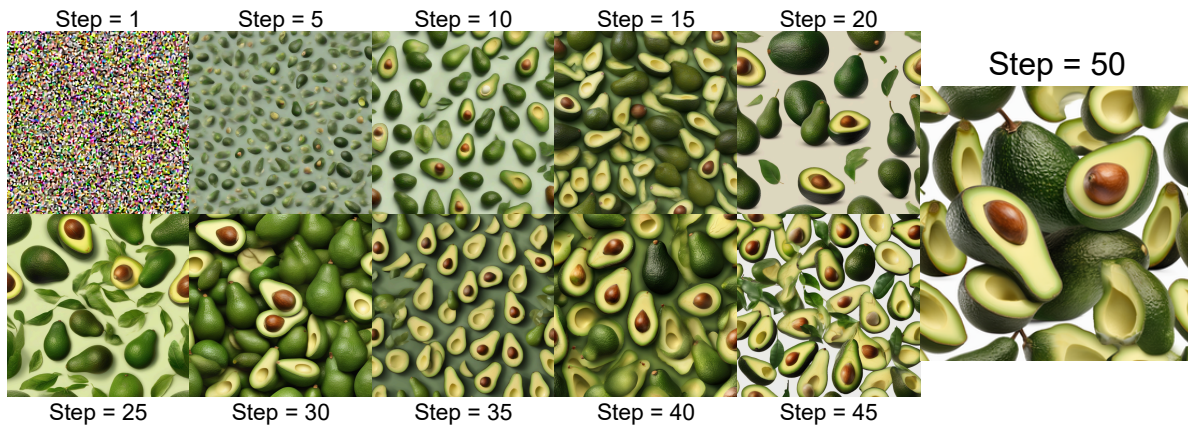 Step = 1
Step = 5
Step = 10
Step = 15
Step = 20
Step = 50
Step = 25
Step = 30
Step = 35
Step = 40
Step = 45